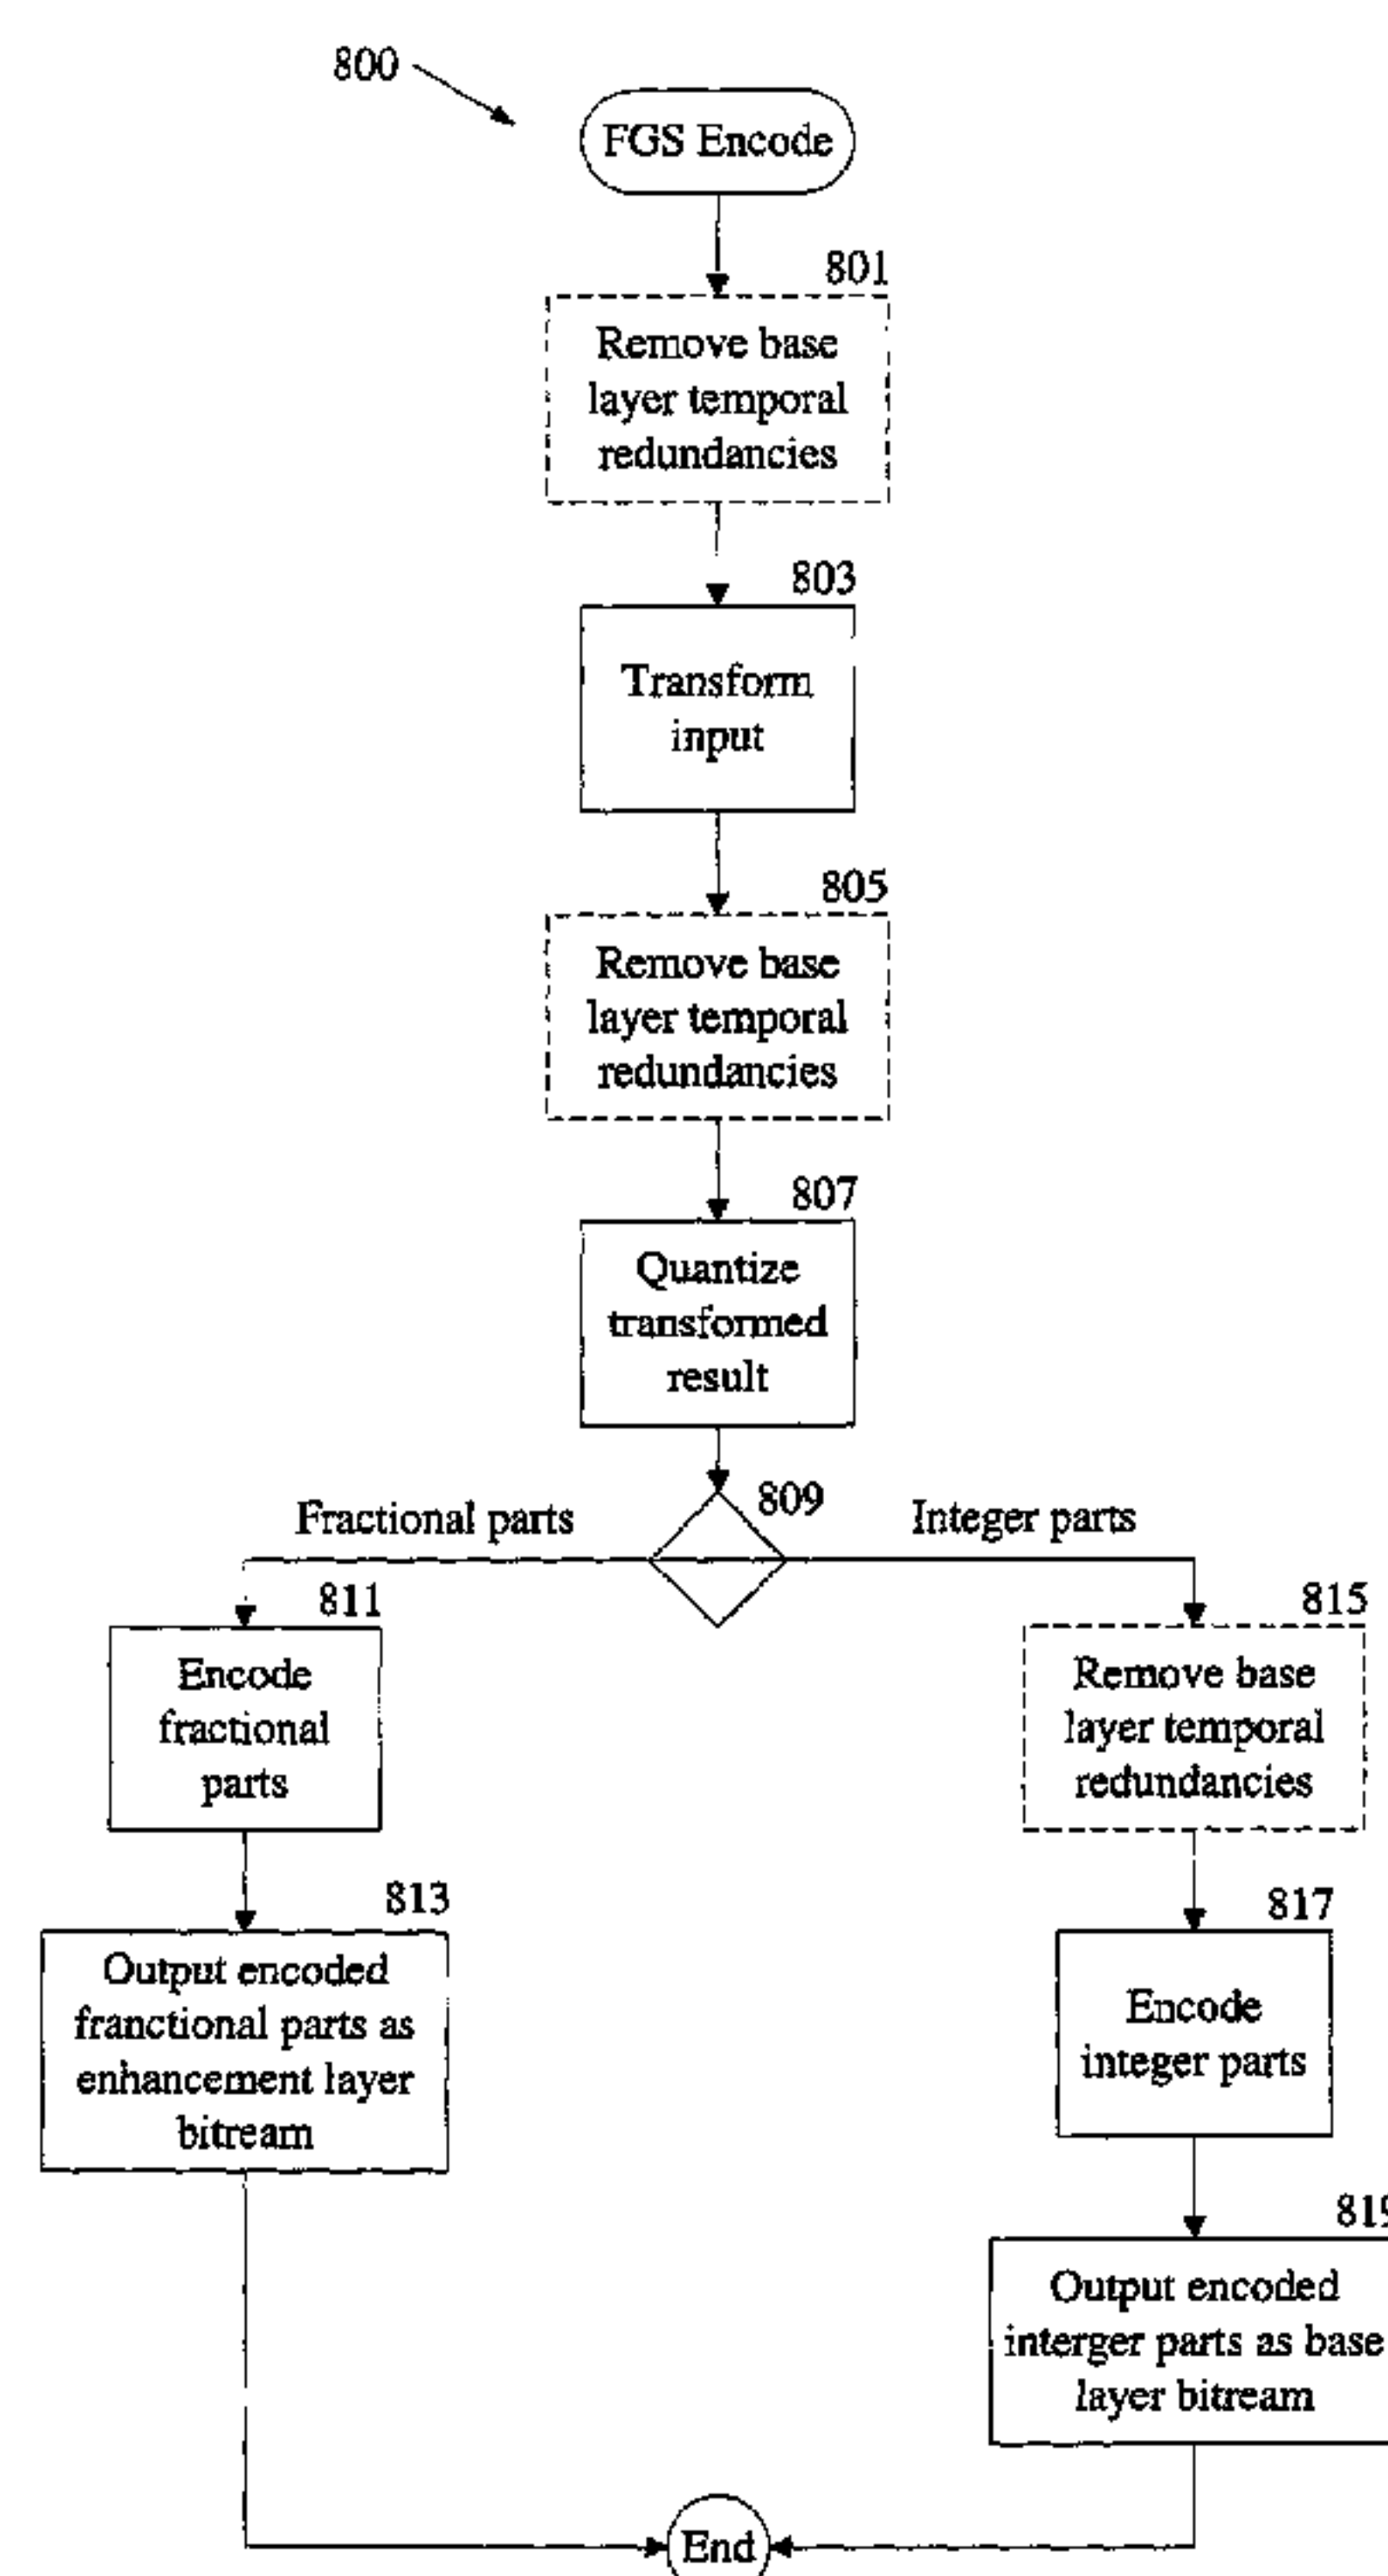 800
FGS Encode
801
Remove base
layer temporal
redundancies
803
Transform
input
805
Remove base
layer temporal
redundancies
807
Quantize
transformed
result
809
Fractional parts
Integer parts
811
Encode
fractional
parts
813
Output encoded
franctional parts as
enhancement layer
bitream
815
Remove base
layer temporal
redundancies
817
Encode
integer parts
819
Output encoded
interger parts as base
layer bitream
End